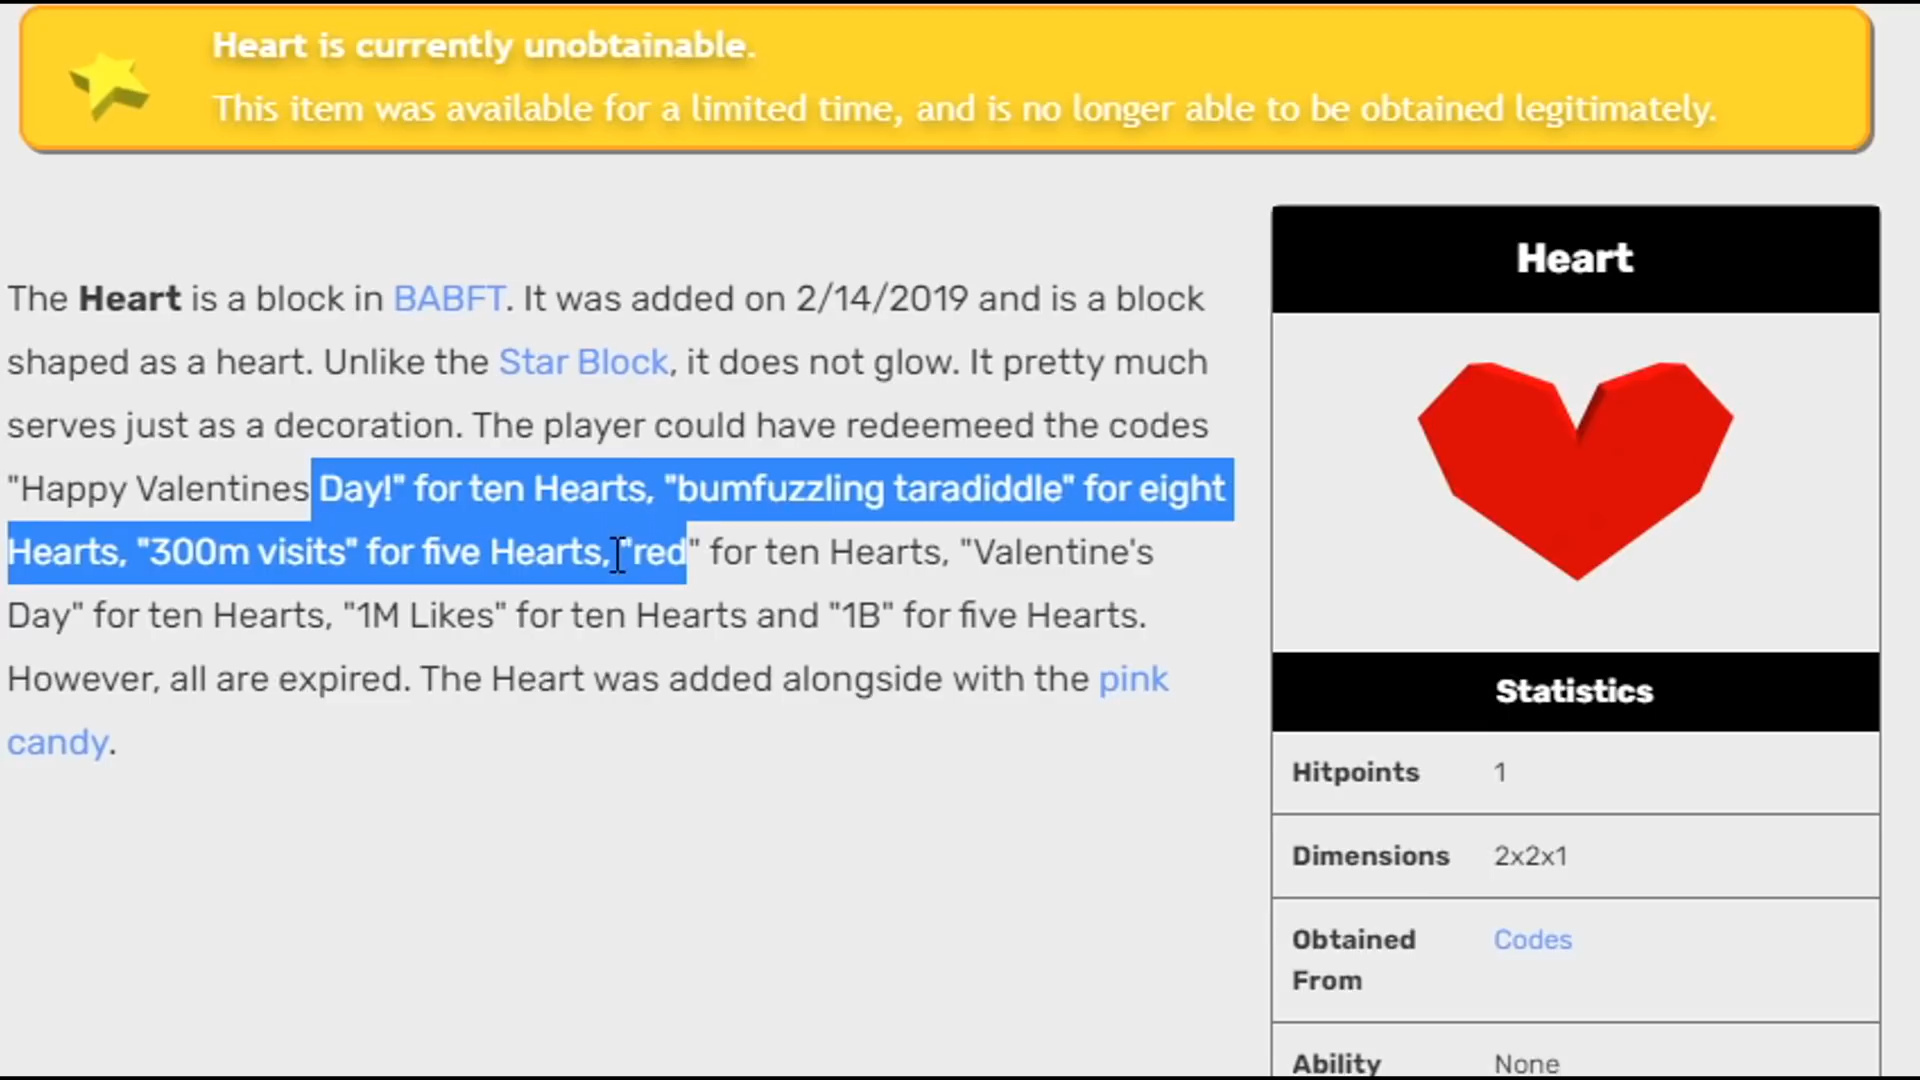 Heart is currently unobtainable.
This item was available for a limited time, and is no longer able to be obtained legitimately.
The Heart is a block in BABFT. It was added on 2/14/2019 and is a block
shaped as a heart. Unlike the Star Block, it does not glow. It pretty much
serves just as a decoration. The player could have redeemeed the codes
"Happy Valentines Day!" for ten Hearts, "bumfuzzling taradiddle" for eight
Hearts, "300m visits" for five Hearts, "red" for ten Hearts, "Valentine's
Day" for ten Hearts, "1M Likes" for ten Hearts and "1B" for five Hearts.
However, all are expired. The Heart was added alongside with the pink
candy.
Heart
Statistics
Hitpoints 1
Dimensions 2x2x1
Obtained Codes
From
Ability None